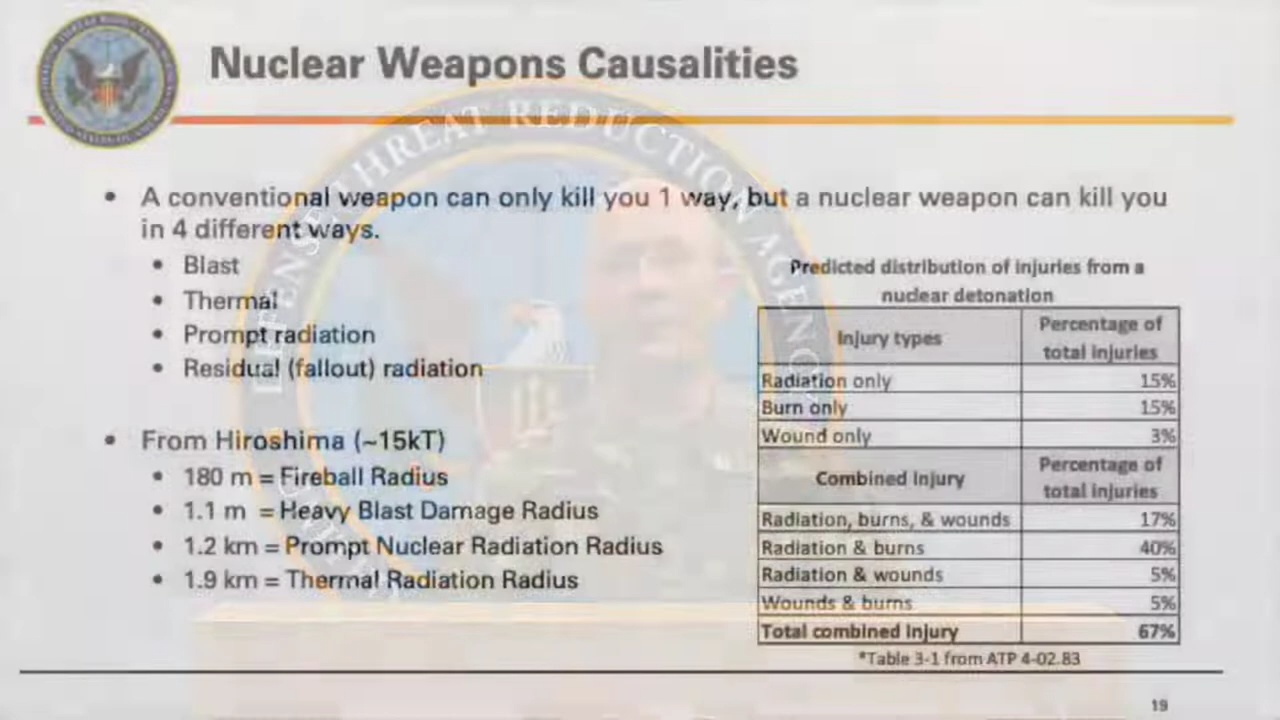 Nuclear Weapons Causalities
DEFENSE THREAT REDUCTION AGENCY
• A conventional weapon can only kill you 1 way, but a nuclear weapon can kill you
in 4 different ways.
• Blast
• Thermal
• Prompt radiation
• Residual (fallout) radiation
• From Hiroshima (~15kT)
• 180 m = Fireball Radius
• 1.1 m = Heavy Blast Damage Radius
• 1.2 km = Prompt Nuclear Radiation Radius
• 1.9 km = Thermal Radiation Radius
Predicted distribution of injuries from a
nuclear detonation
Injury types Percentage of
total injuries
Radiation only 15%
Burn only 15%
Wound only 3%
Combined Injury Percentage of
total injuries
Radiation, burns, & wounds 17%
Radiation & burns 40%
Radiation & wounds 5%
Wounds & burns 5%
Total combined Injury 67%
*Table 3-1 from ATP 4-02.83
19